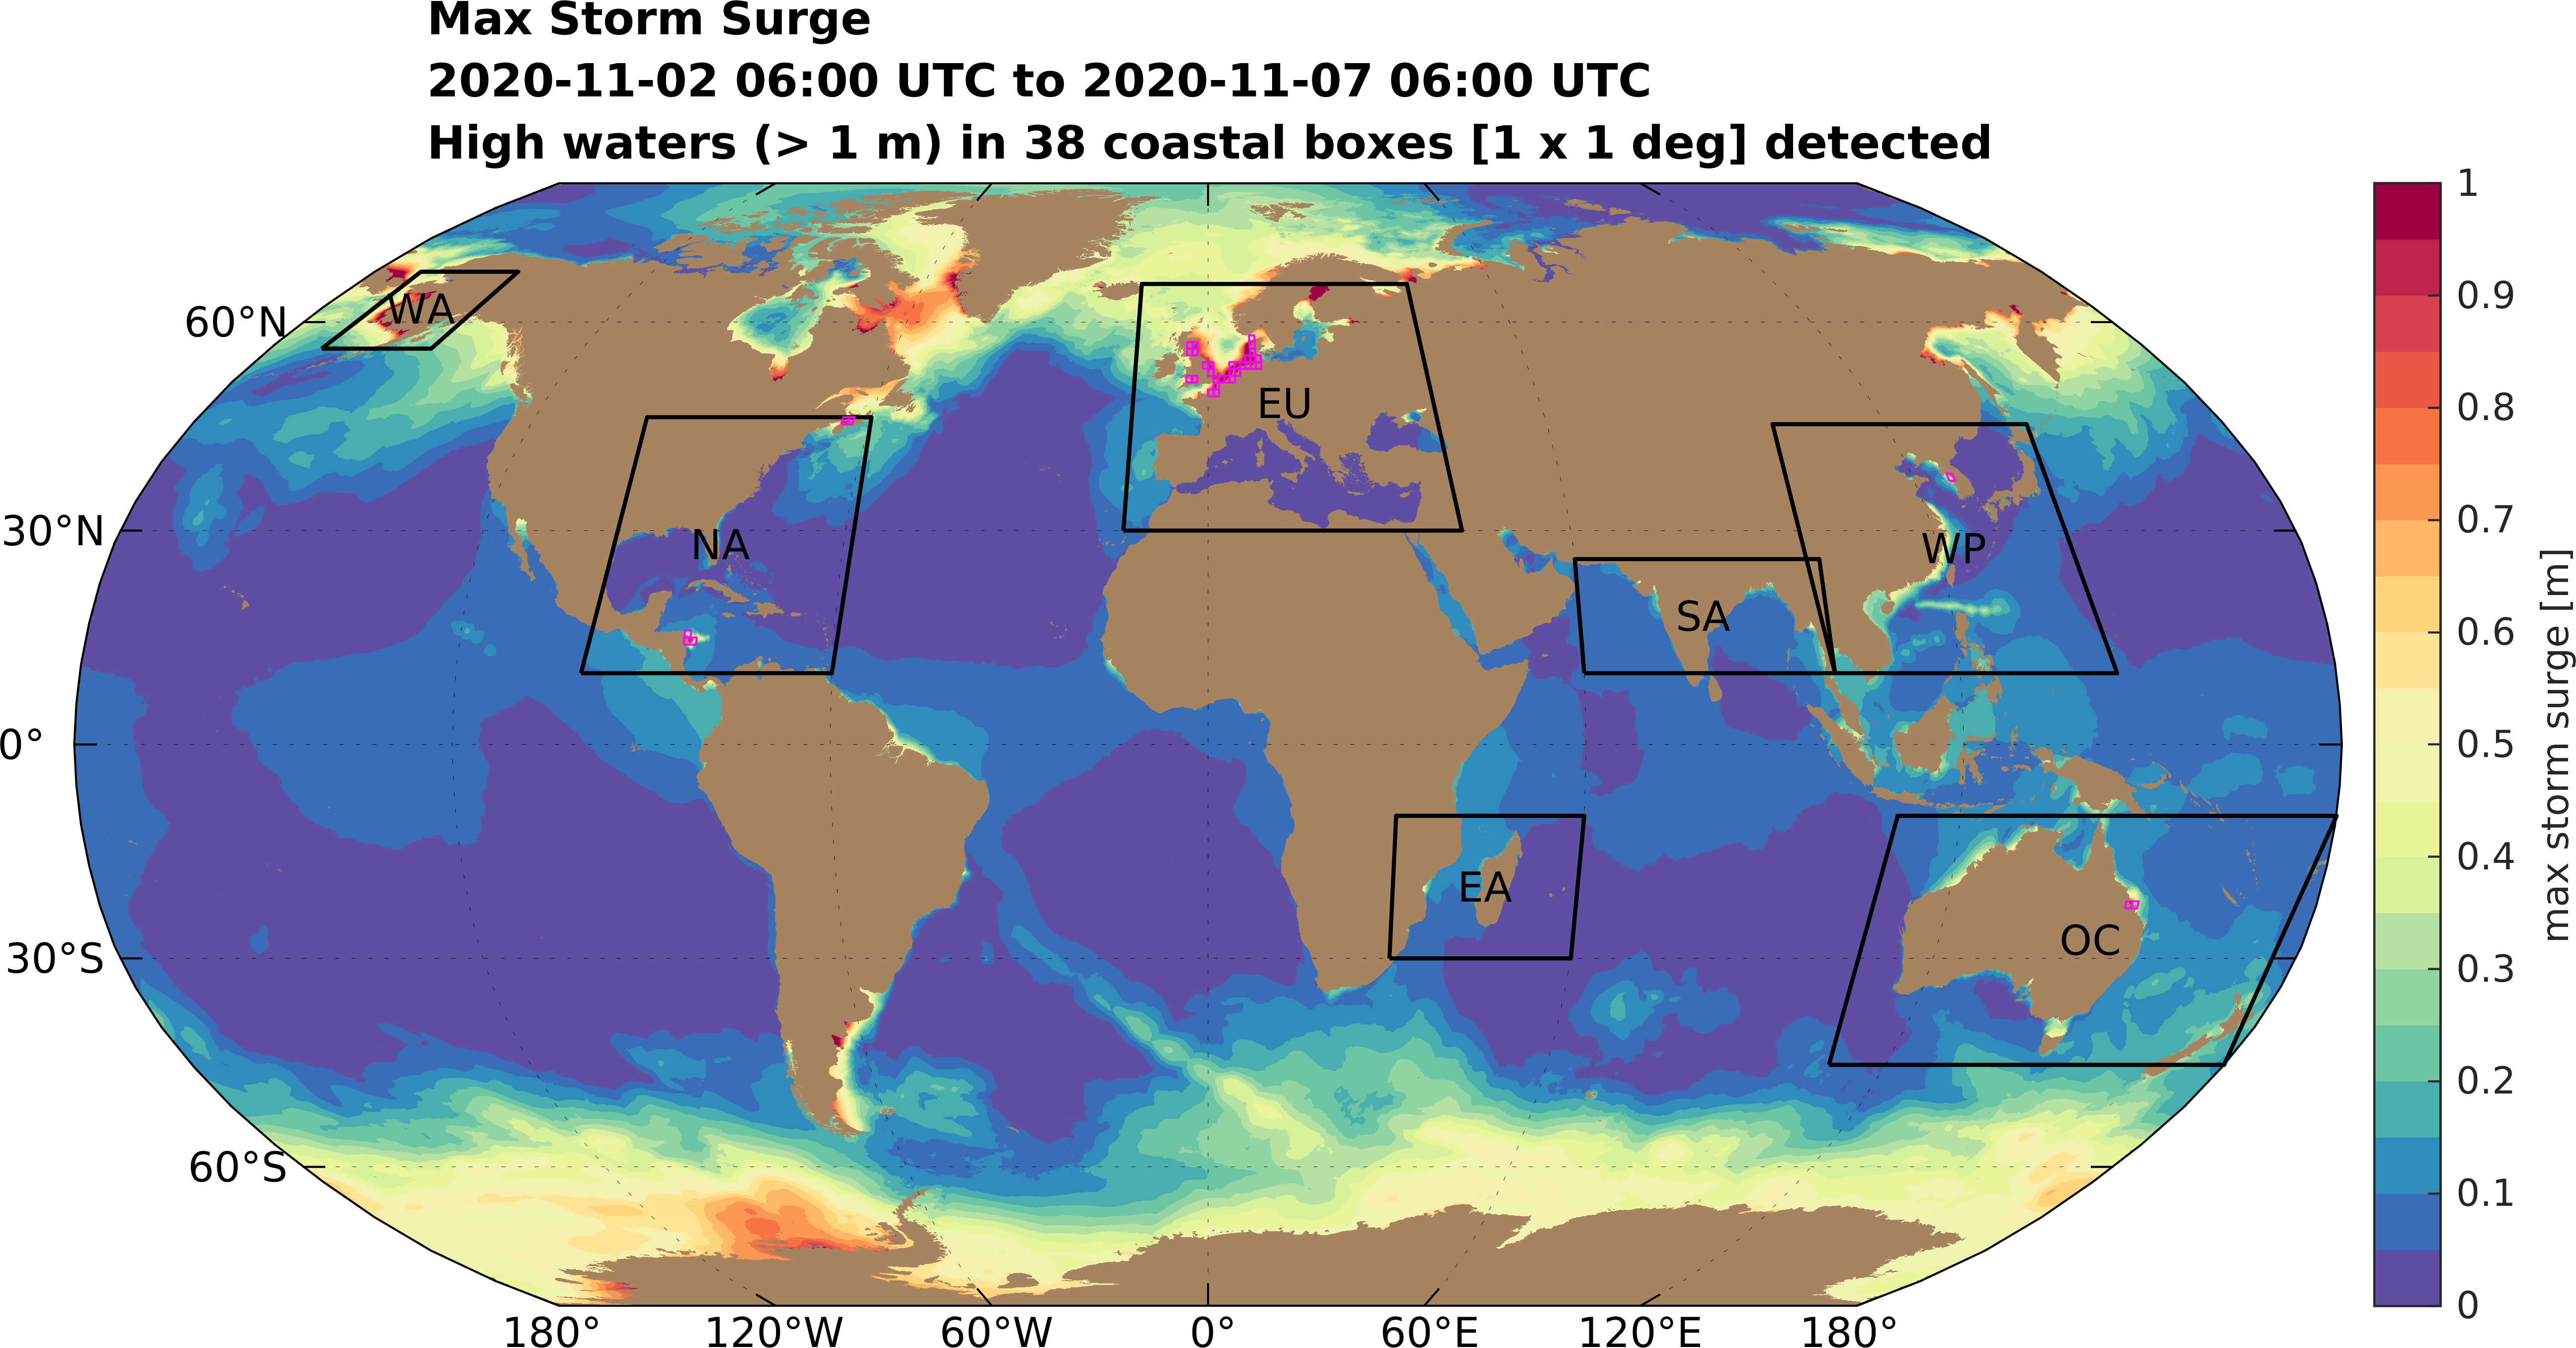 Max Storm Surge
2020-11-02 06:00 UTC to 2020-11-07 06:00 UTC
High waters (> 1 m) in 38 coastal boxes [1 x 1 deg] detected
60°N
30°N
0°
30°S
60°S
WA
NA
EU
SA
WP
EA
OC
180°
120°W
60°W
0°
60°E
120°E
180°
1
0.9
0.8
0.7
0.6
0.5
0.4
0.3
0.2
0.1
0
max storm surge [m]